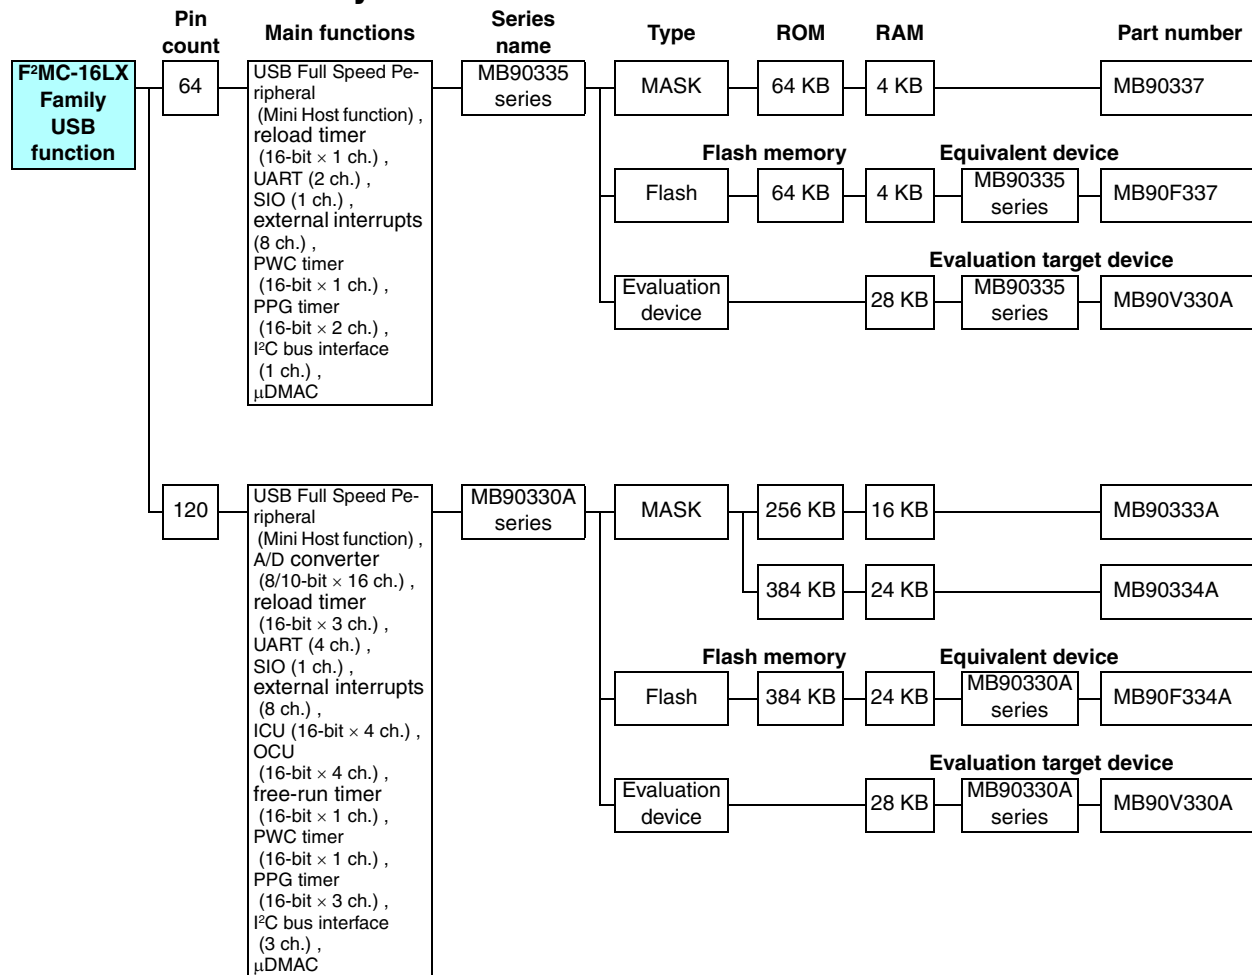 Pin
count
Main functions
Series
name
Type
ROM
RAM
Part number
F²MC-16LX
Family
USB
function
64
USB Full Speed Pe-
ripheral
(Mini Host function) ,
reload timer
(16-bit × 1 ch.) ,
UART (2 ch.) ,
SIO (1 ch.) ,
external interrupts
(8 ch.) ,
PWC timer
(16-bit × 1 ch.) ,
PPG timer
(16-bit × 2 ch.) ,
I²C bus interface
(1 ch.) ,
µDMAC
MB90335
series
MASK
64 KB
4 KB
MB90337
Flash memory
Equivalent device
Flash
64 KB
4 KB
MB90335
series
MB90F337
Evaluation target device
Evaluation
device
28 KB
MB90335
series
MB90V330A
120
USB Full Speed Pe-
ripheral
(Mini Host function) ,
A/D converter
(8/10-bit × 16 ch.) ,
reload timer
(16-bit × 3 ch.) ,
UART (4 ch.) ,
SIO (1 ch.) ,
external interrupts
(8 ch.) ,
ICU (16-bit × 4 ch.) ,
OCU
(16-bit × 4 ch.) ,
free-run timer
(16-bit × 1 ch.) ,
PWC timer
(16-bit × 1 ch.) ,
PPG timer
(16-bit × 3 ch.) ,
I²C bus interface
(3 ch.) ,
µDMAC
MB90330A
series
MASK
256 KB
16 KB
MB90333A
384 KB
24 KB
MB90334A
Flash memory
Equivalent device
Flash
384 KB
24 KB
MB90330A
series
MB90F334A
Evaluation target device
Evaluation
device
28 KB
MB90330A
series
MB90V330A